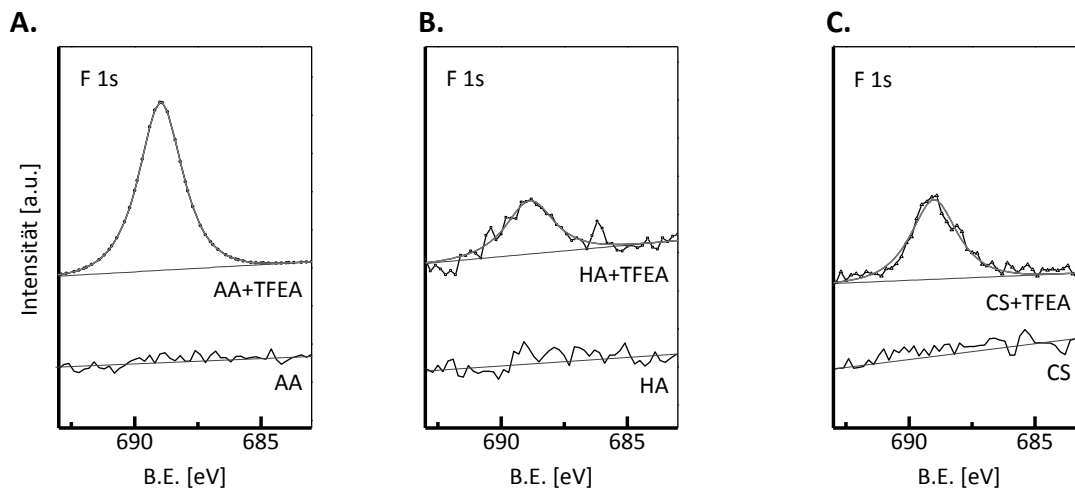 A.
F 1s
Intensität [a.u.]
AA+TFEA
AA
690
685
B.E. [eV]
B.
F 1s
HA+TFEA
HA
690
685
B.E. [eV]
C.
F 1s
CS+TFEA
CS
690
685
B.E. [eV]